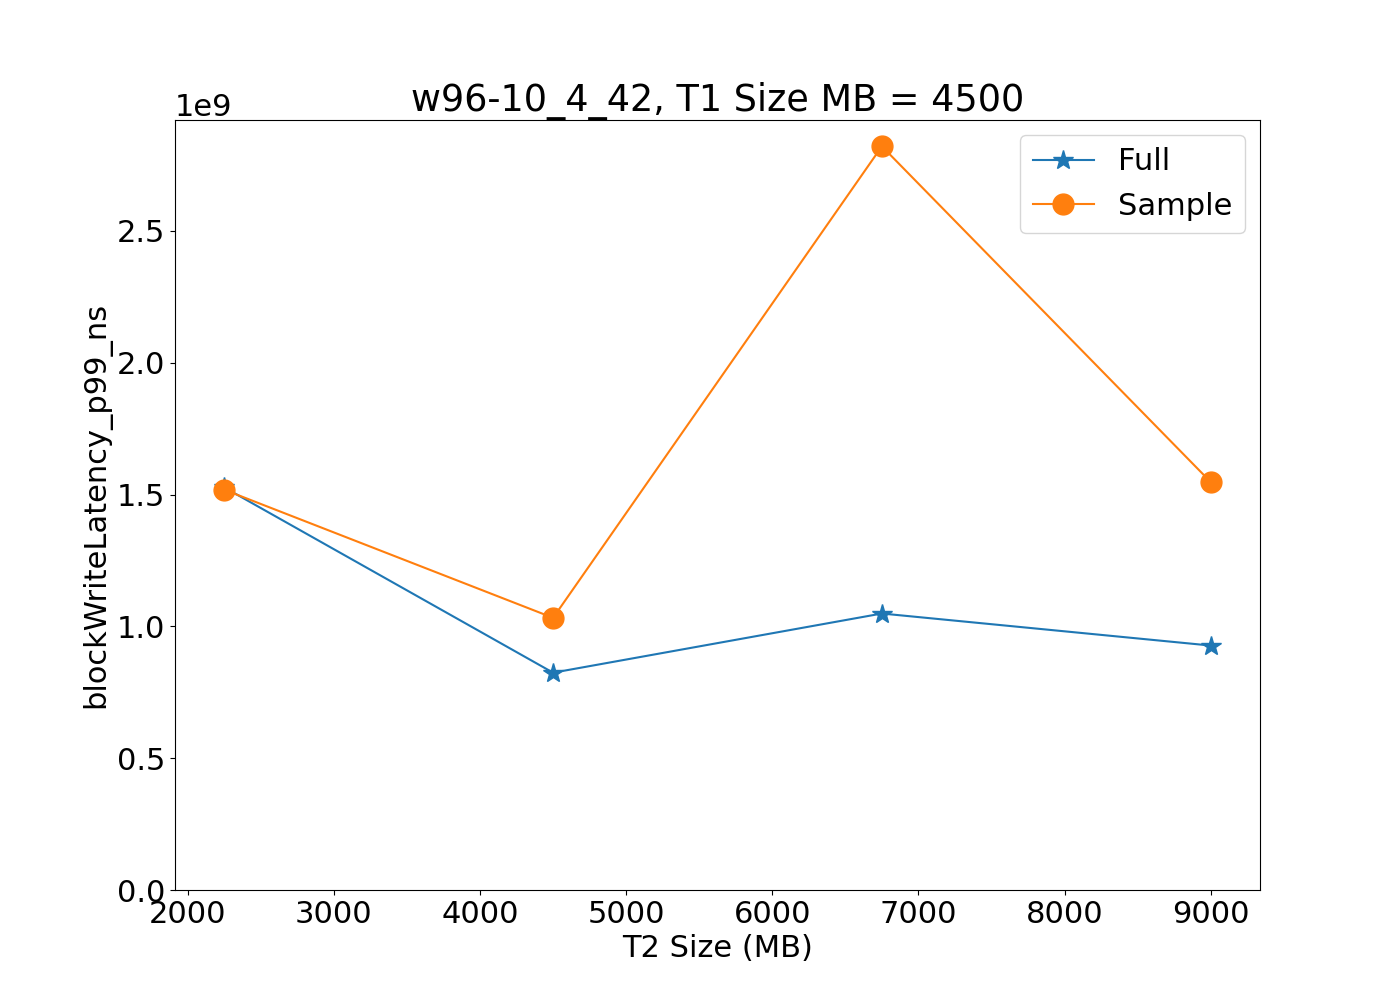 w96-10_4_42, T1 Size MB = 4500
1e9
Full
Sample
2.5
2.0
1.5
1.0
0.5
0.0
blockWriteLatency_p99_ns
2000 3000 4000 5000 6000 7000 8000 9000
T2 Size (MB)